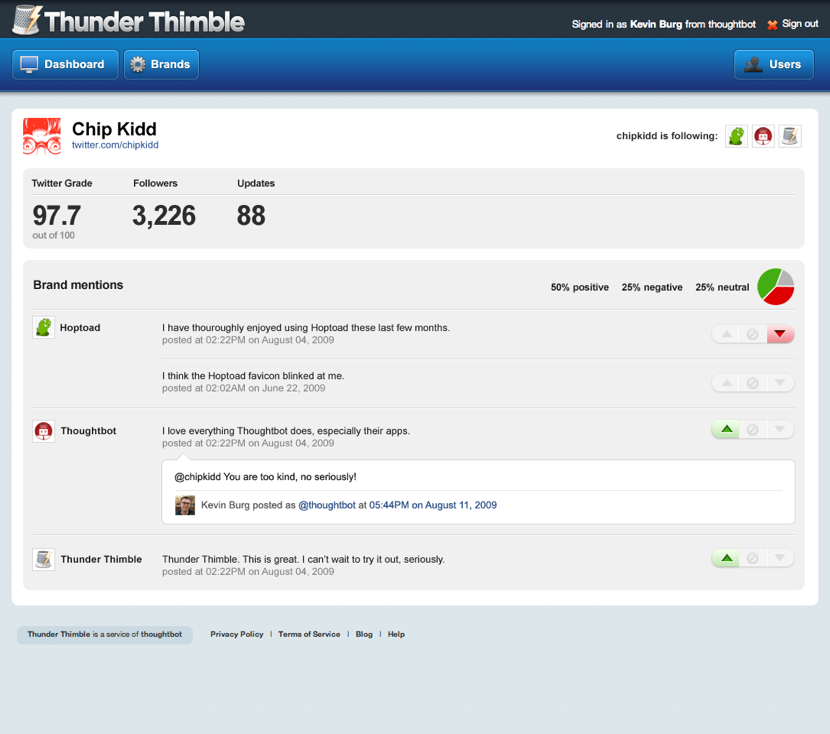 Thunder Thimble
Signed in as Kevin Burg from thoughtbot Sign out
Dashboard Brands Users
Chip Kidd
twitter.com/chipkidd
chipkidd is following:
Twitter Grade Followers Updates
97.7 3,226 88
out of 100
Brand mentions 50% positive 25% negative 25% neutral
Hoptoad I have thouroughly enjoyed using Hoptoad these last few months.
posted at 02:22PM on August 04, 2009
I think the Hoptoad favicon blinked at me.
posted at 02:02AM on June 22, 2009
Thoughtbot I love everything Thoughtbot does, especially their apps.
posted at 02:22PM on August 04, 2009
@chipkidd You are too kind, no seriously!
Kevin Burg posted as @thoughtbot at 05:44PM on August 11, 2009
Thunder Thimble Thunder Thimble. This is great. I can't wait to try it out, seriously.
posted at 02:22PM on August 04, 2009
Thunder Thimble is a service of thoughtbot Privacy Policy | Terms of Service | Blog | Help